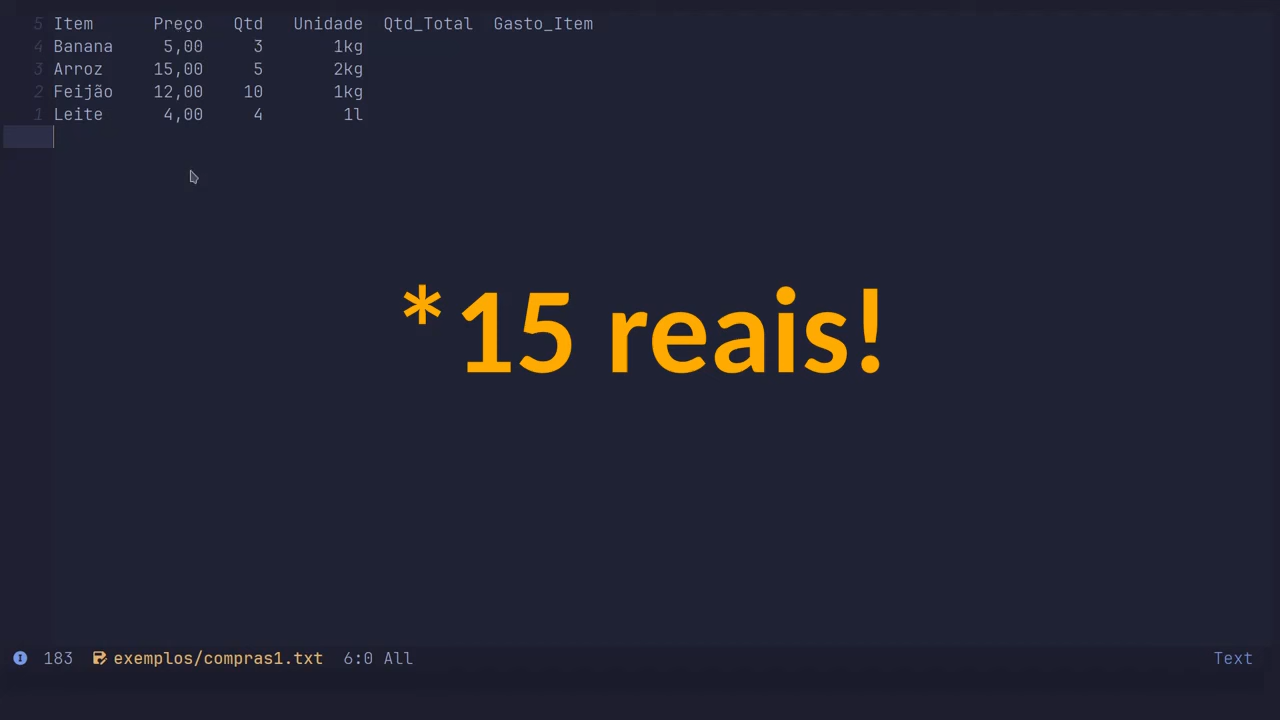 5 Item      Preço   Qtd   Unidade  Qtd_Total  Gasto_Item
4 Banana     5,00     3       1kg
3 Arroz     15,00     5       2kg
2 Feijão    12,00    10       1kg
1 Leite      4,00     4        1l
*15 reais!
I 183 exemplos/compras1.txt 6:0 All Text